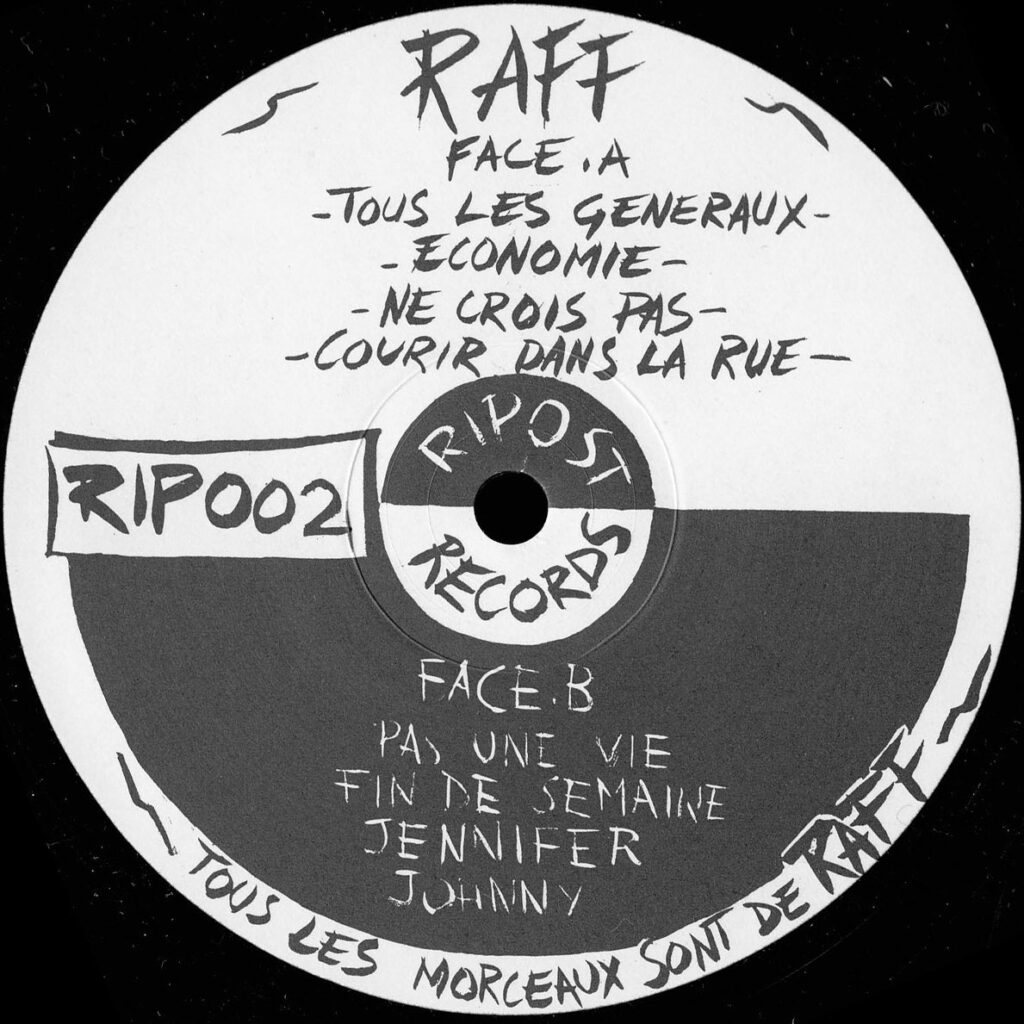 RAFF
FACE.A
-TOUS LES GENERAUX-
-ECONOMIE-
-NE CROIS PAS-
-COURIR DANS LA RUE-
RIPOST
RECORDS
RIP002
FACE.B
PAS UNE VIE
FIN DE SEMAINE
JENNIFER
JOHNNY
TOUS LES MORCEAUX SONT DE RAFF